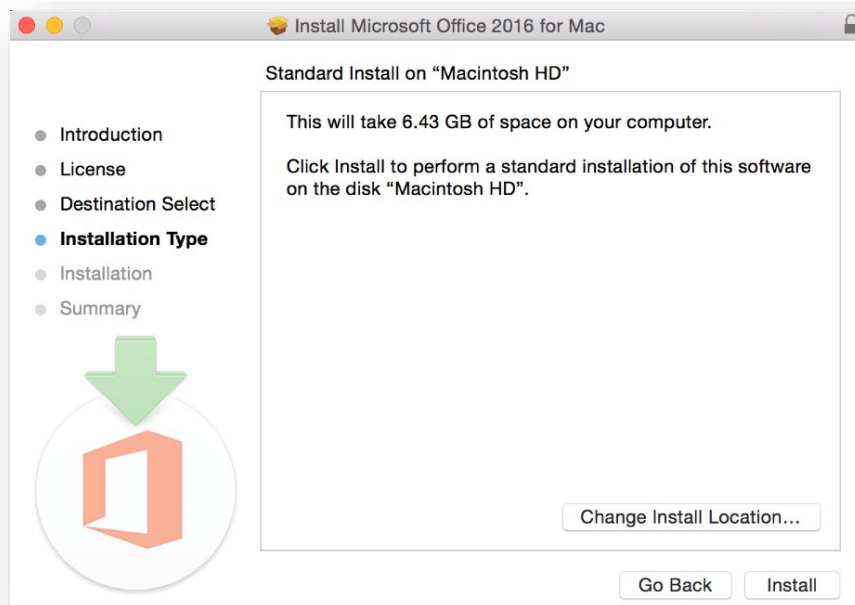 Install Microsoft Office 2016 for Mac
Standard Install on “Macintosh HD”
Introduction
License
Destination Select
Installation Type
Installation
Summary
This will take 6.43 GB of space on your computer.
Click Install to perform a standard installation of this software
on the disk “Macintosh HD”.
Change Install Location...
Go Back
Install